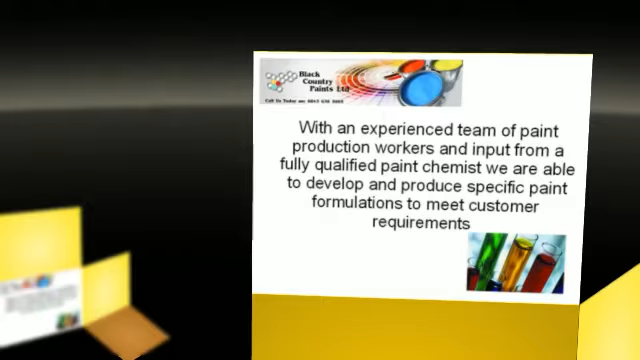 Black
Country
Paints Ltd
With an experienced team of paint
production workers and input from a
fully qualified paint chemist we are able
to develop and produce specific paint
formulations to meet customer
requirements